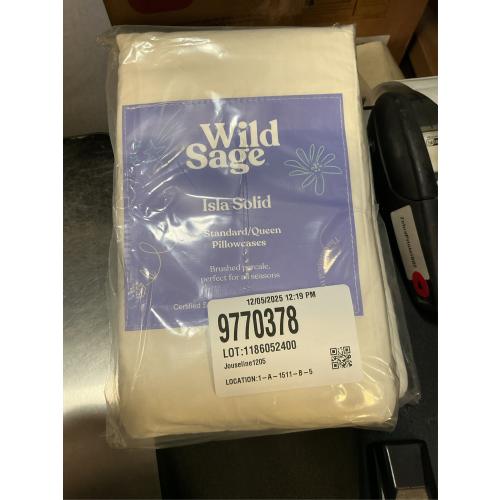 Wild
Sage
Isla Solid
Standard/Queen
Pillowcases
Brushed percale,
perfect for all seasons
Certified
12/05/2025 12:19 PM
9770378
LOT:1186052400
Jouseline1205
LOCATION:1-A-1511-B-5